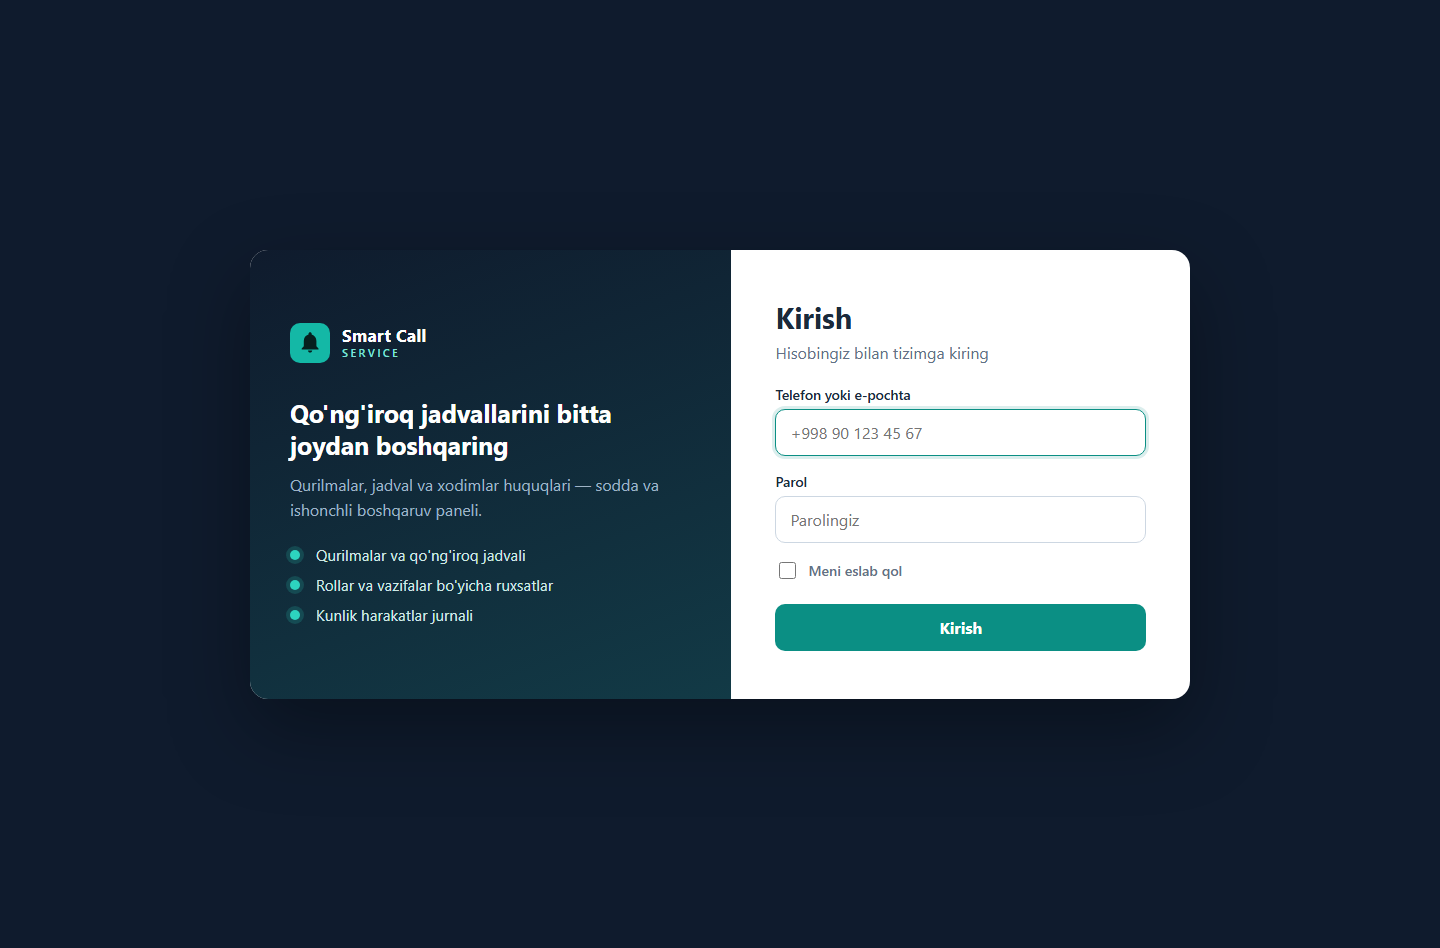 Smart Call
SERVICE
Qo'ng'iroq jadvallarini bitta
joydan boshqaring
Qurilmalar, jadval va xodimlar huquqlari — sodda va
ishonchli boshqaruv paneli.
Qurilmalar va qo'ng'iroq jadvali
Rollar va vazifalar bo'yicha ruxsatlar
Kunlik harakatlar jurnali
Kirish
Hisobingiz bilan tizimga kiring
Telefon yoki e-pochta
+998 90 123 45 67
Parol
Parolingiz
Meni eslab qol
Kirish